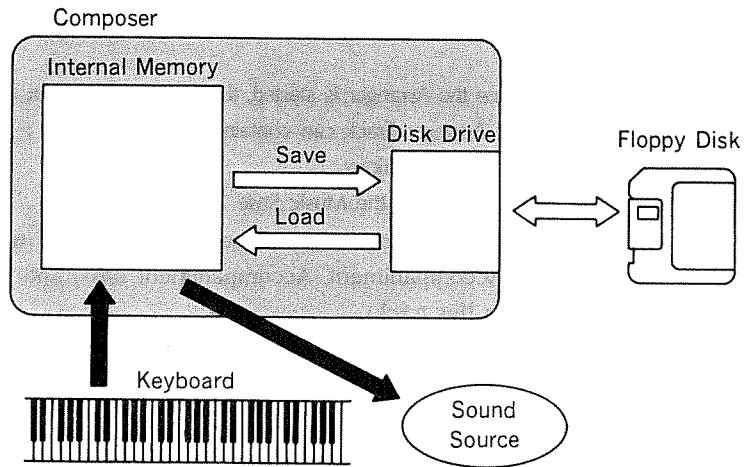 Composer
Internal Memory
Disk Drive
Floppy Disk
Save
Load
Keyboard
Sound
Source